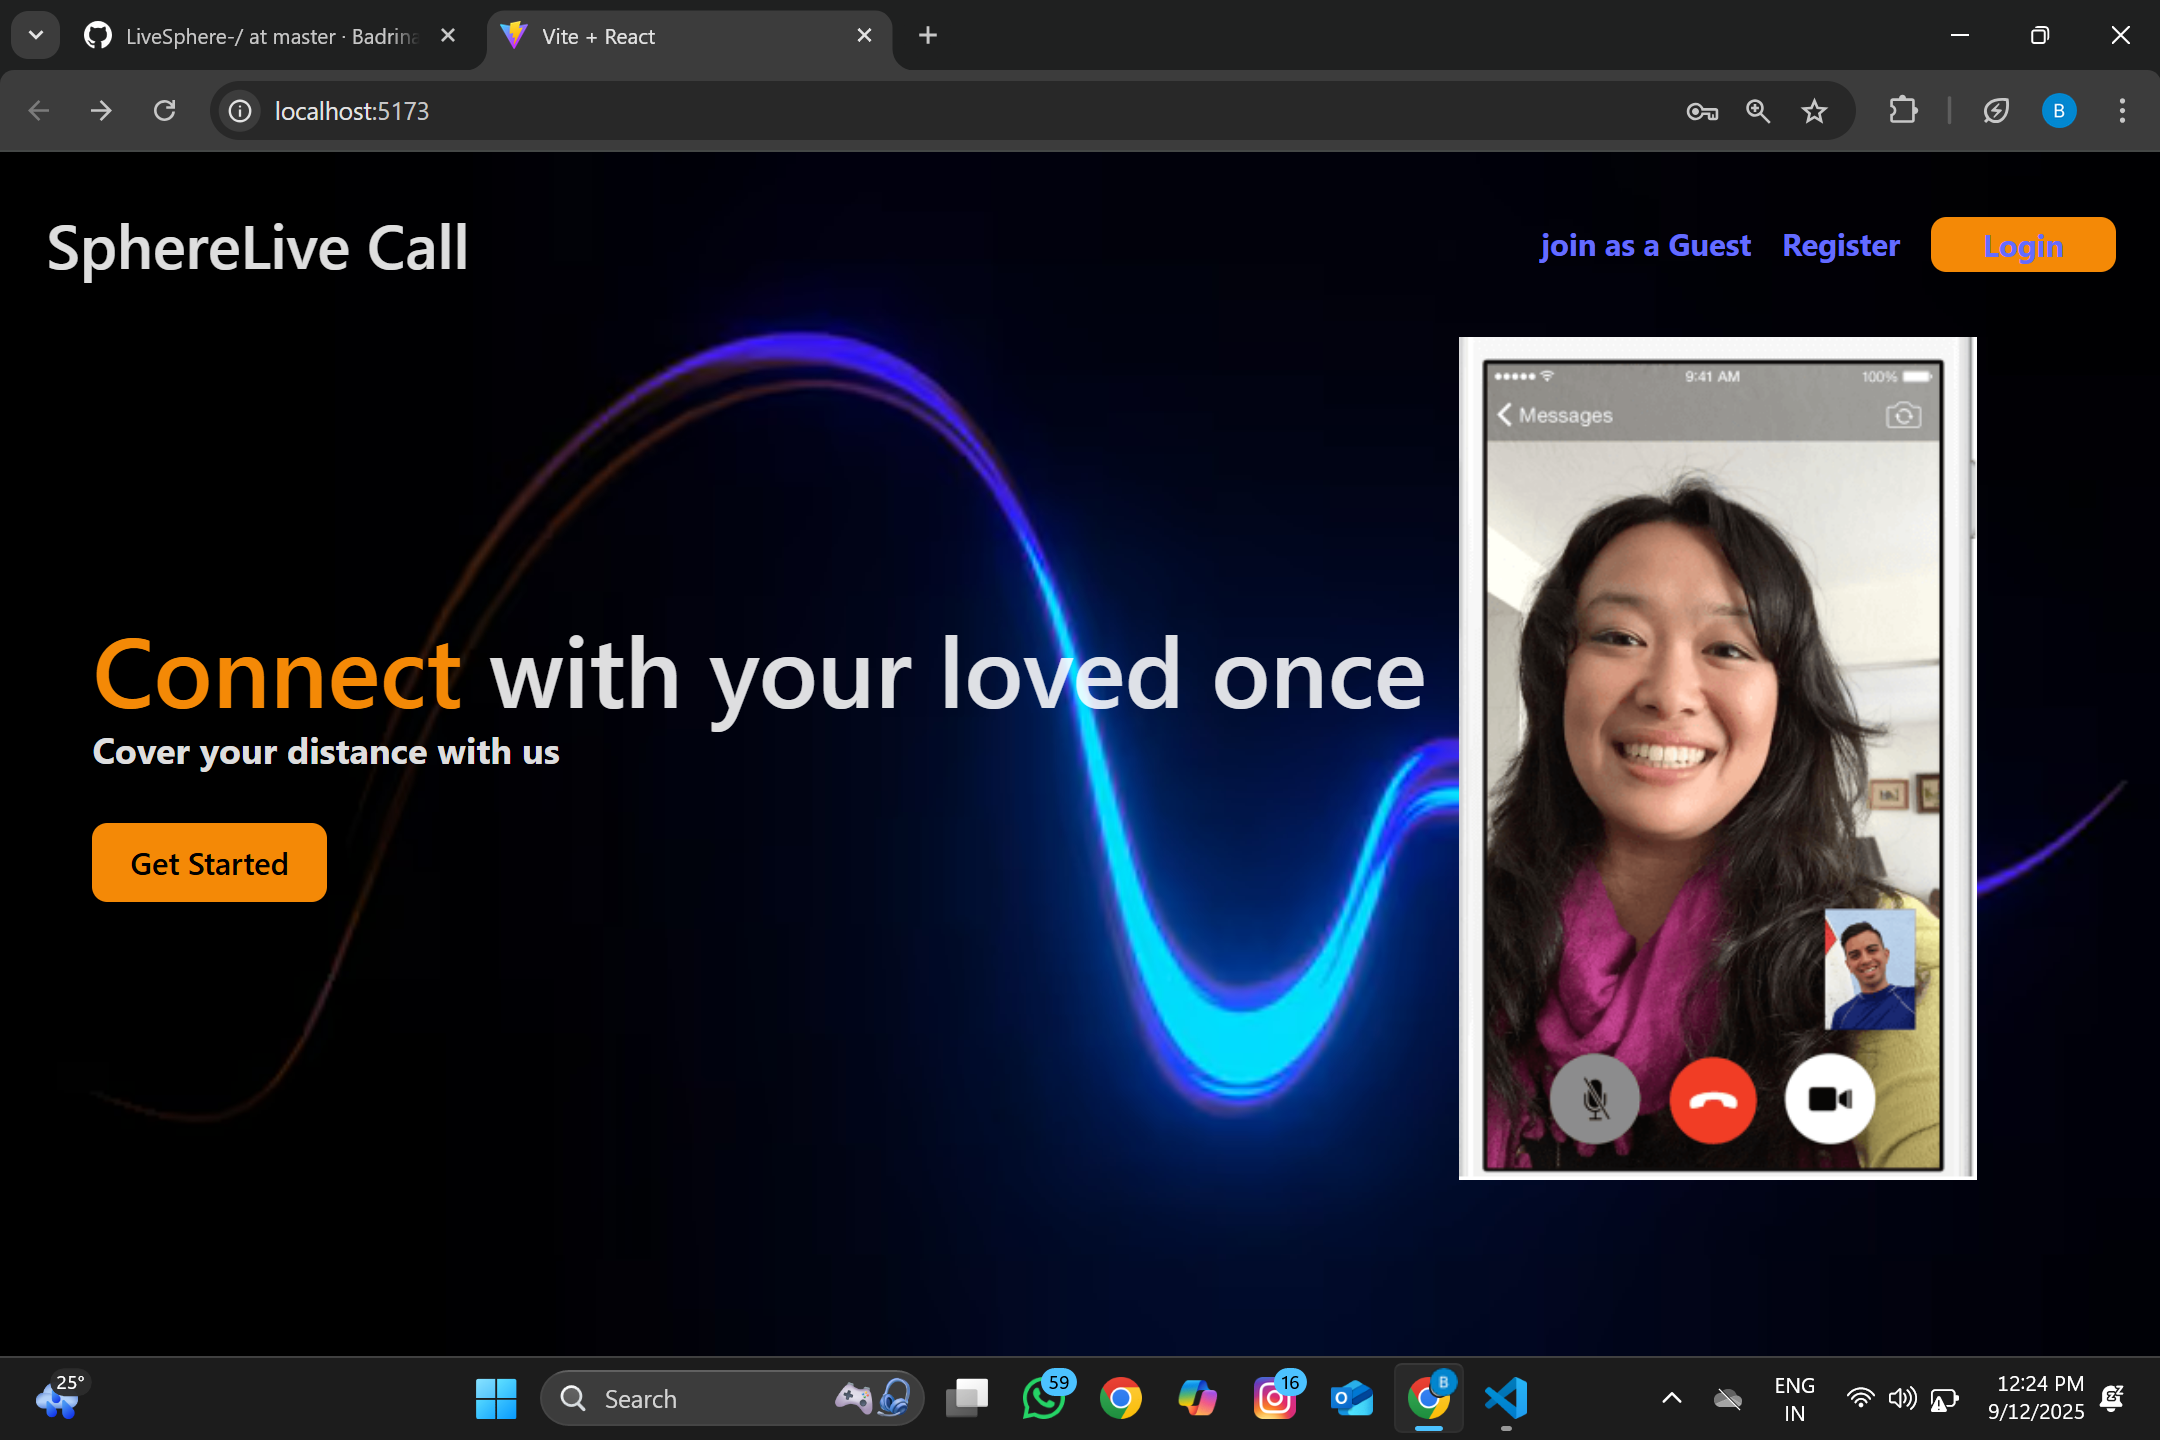 LiveSphere-/ at master · Badrina
Vite + React
localhost:5173
B
SphereLive Call
join as a Guest
Register
Login
9:41 AM
100%
Messages
Connect with your loved once
Cover your distance with us
Get Started
25°
Search
59
16
B
ENG
IN
12:24 PM
9/12/2025